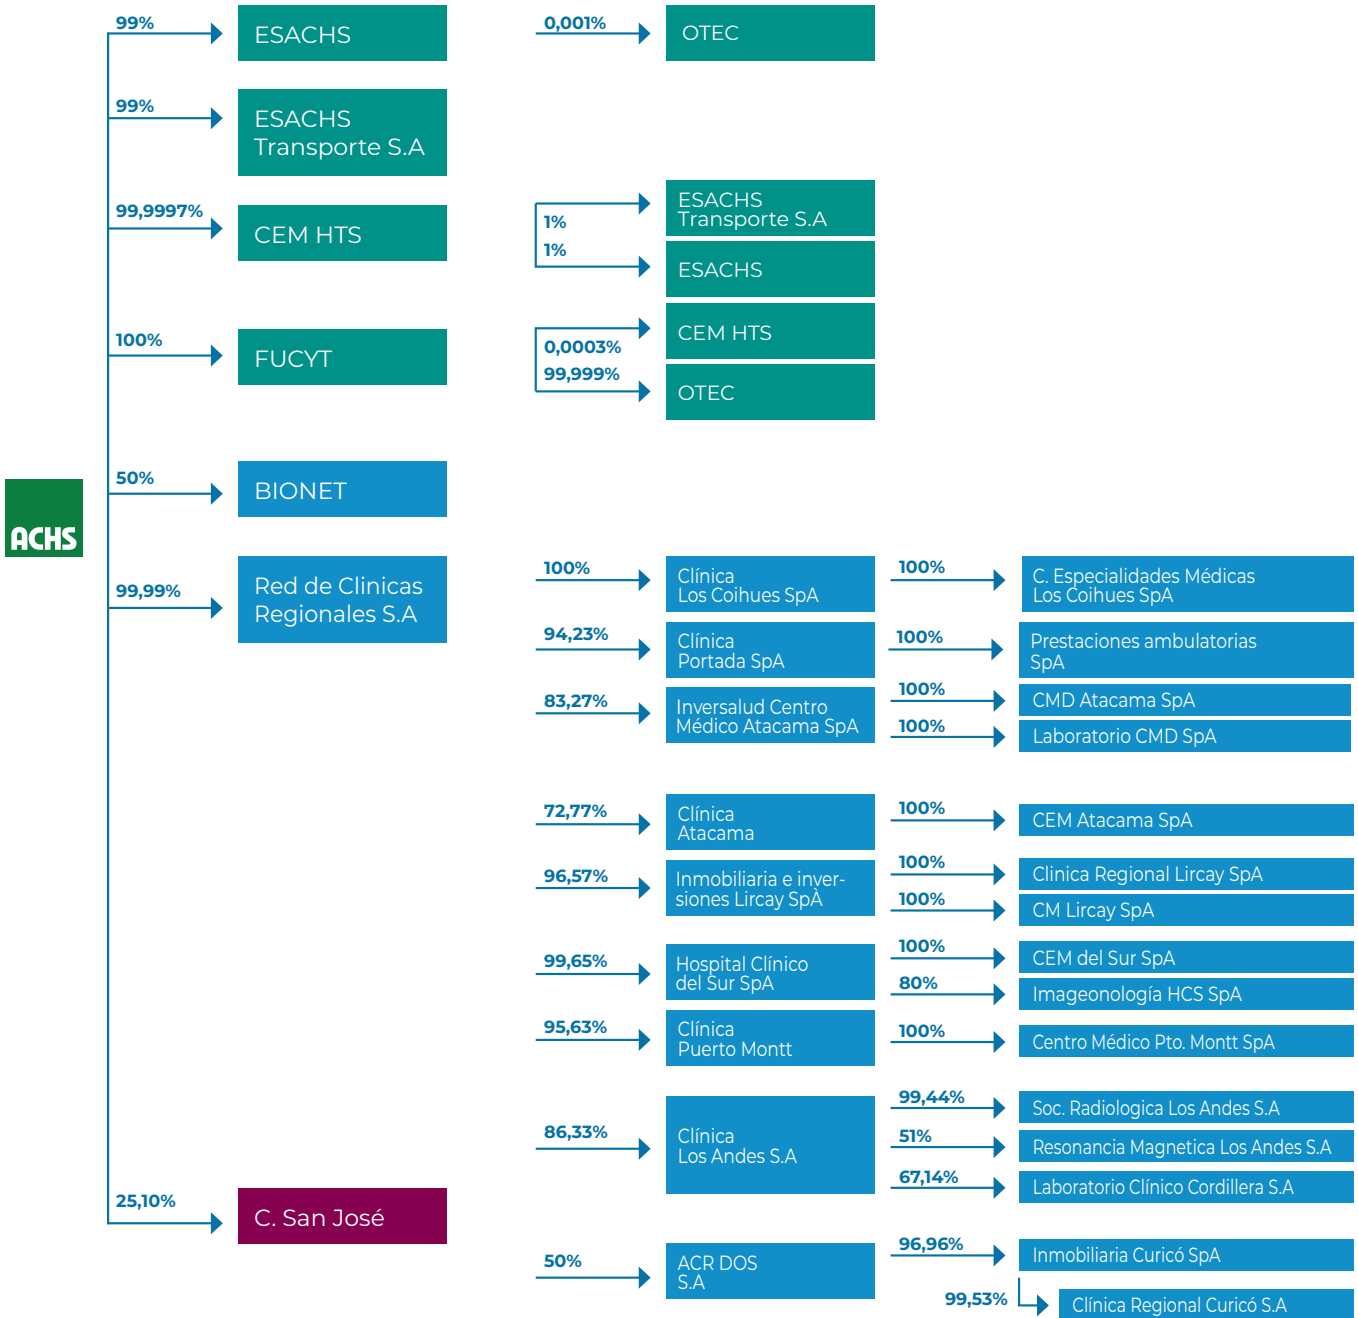 99%
ESACHS
0,001%
OTEC
99%
ESACHS
Transporte S.A
99,9997%
CEM HTS
1%
1%
ESACHS
Transporte S.A
ESACHS
100%
FUCYT
0,0003%
99,999%
CEM HTS
OTEC
50%
BIONET
ACHS
99,99%
Red de Clinicas
Regionales S.A
100%
Clínica
Los Coihues SpA
100%
C. Especialidades Médicas
Los Coihues SpA
94,23%
Clínica
Portada SpA
100%
Prestaciones ambulatorias
SpA
83,27%
Inversalud Centro
Médico Atacama SpA
100%
CMD Atacama SpA
100%
Laboratorio CMD SpA
72,77%
Clínica
Atacama
100%
CEM Atacama SpA
96,57%
Inmobiliaria e inver-
siones Lircay SpÀ
100%
Clinica Regional Lircay SpA
100%
CM Lircay SpA
99,65%
Hospital Clínico
del Sur SpA
100%
CEM del Sur SpA
80%
Imageonología HCS SpA
95,63%
Clínica
Puerto Montt
100%
Centro Médico Pto. Montt SpA
86,33%
Clínica
Los Andes S.A
99,44%
Soc. Radiologica Los Andes S.A
51%
Resonancia Magnetica Los Andes S.A
67,14%
Laboratorio Clínico Cordillera S.A
25,10%
C. San José
50%
ACR DOS
S.A
96,96%
Inmobiliaria Curicó SpA
99,53%
Clínica Regional Curicó S.A